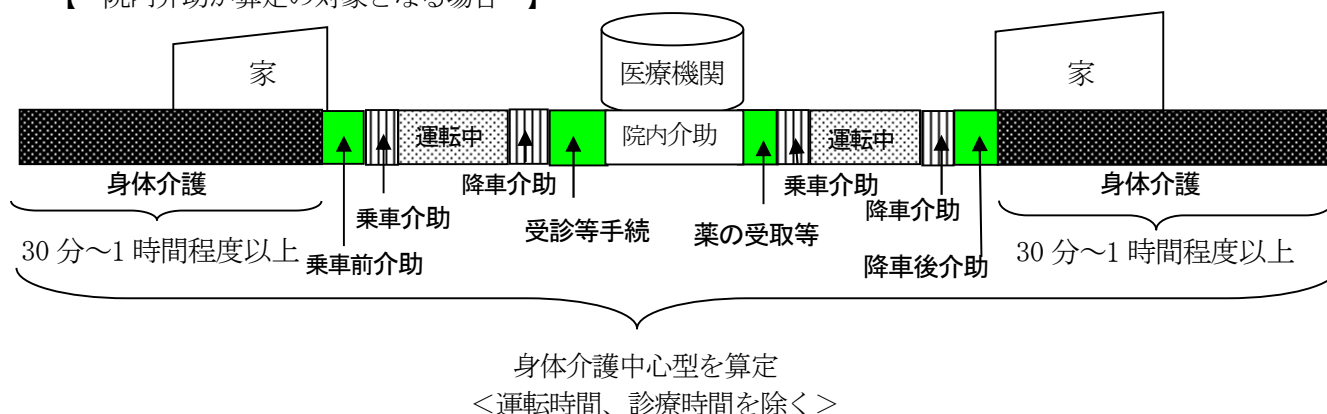 【 院内介助が算定の対象となる場合 】
家
医療機関
家
運転中
院内介助
運転中
身体介護
降車介助
乗車介助
身体介護
乗車介助
受診等手続
薬の受取等
降車介助
30 分~1 時間程度以上
乗車前介助
降車後介助
30 分~1 時間程度以上
身体介護中心型を算定
<運転時間、診療時間を除く>